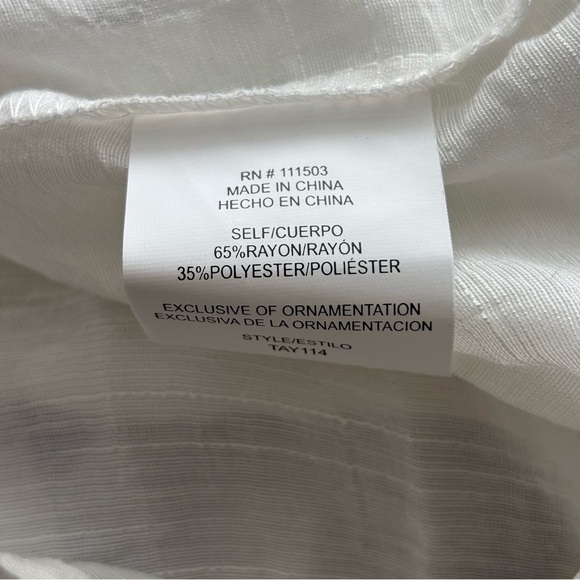 RN # 111503
MADE IN CHINA
HECHO EN CHINA
SELF/CUERPO
65%RAYON/RAYÓN
35%POLYESTER/POLIÉSTER
EXCLUSIVE OF ORNAMENTATION
EXCLUSIVA DE LA ORNAMENTACION
STYLE/ESTILO
TAY114